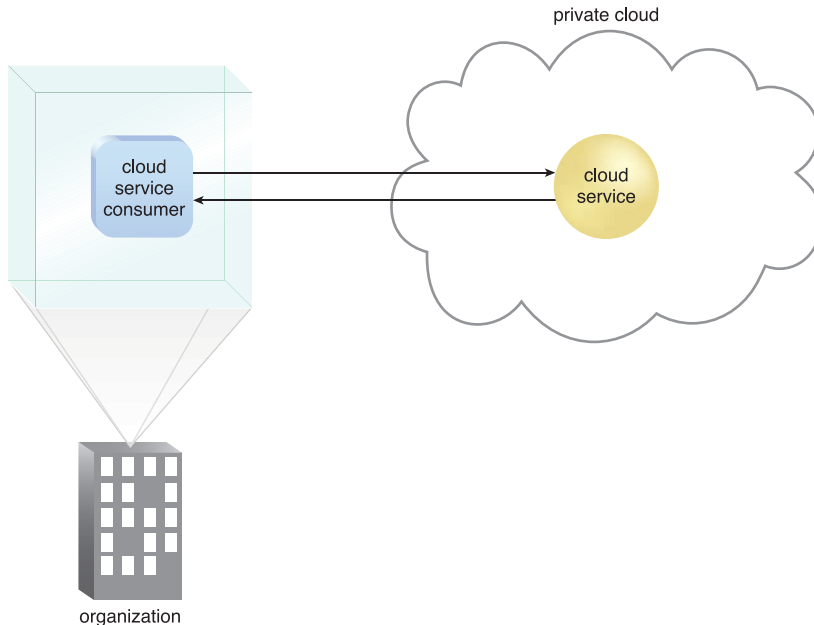 private cloud
cloud
service
consumer
cloud
service
organization